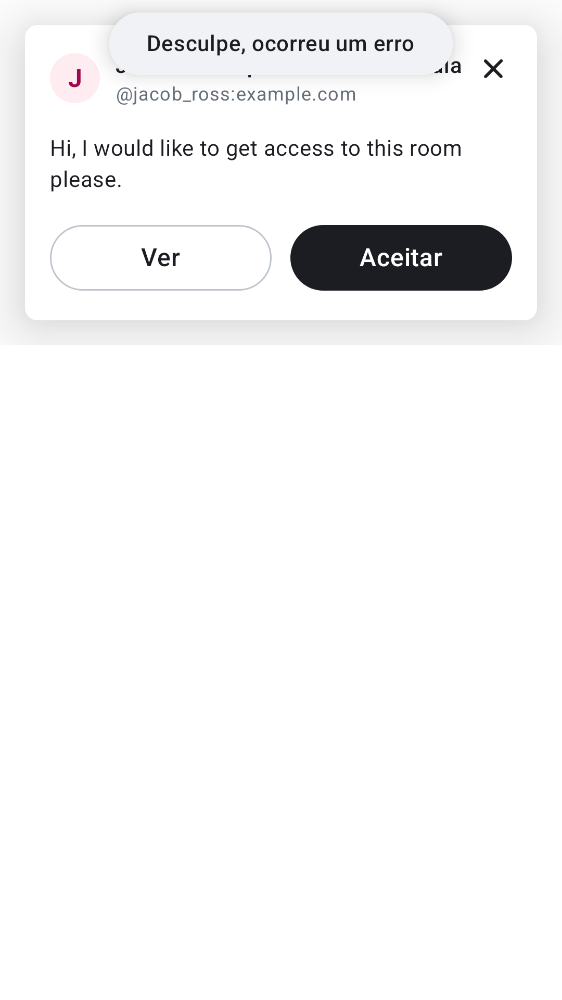 Desculpe, ocorreu um erro
J
@jacob_ross:example.com
Hi, I would like to get access to this room
please.
Ver
Aceitar